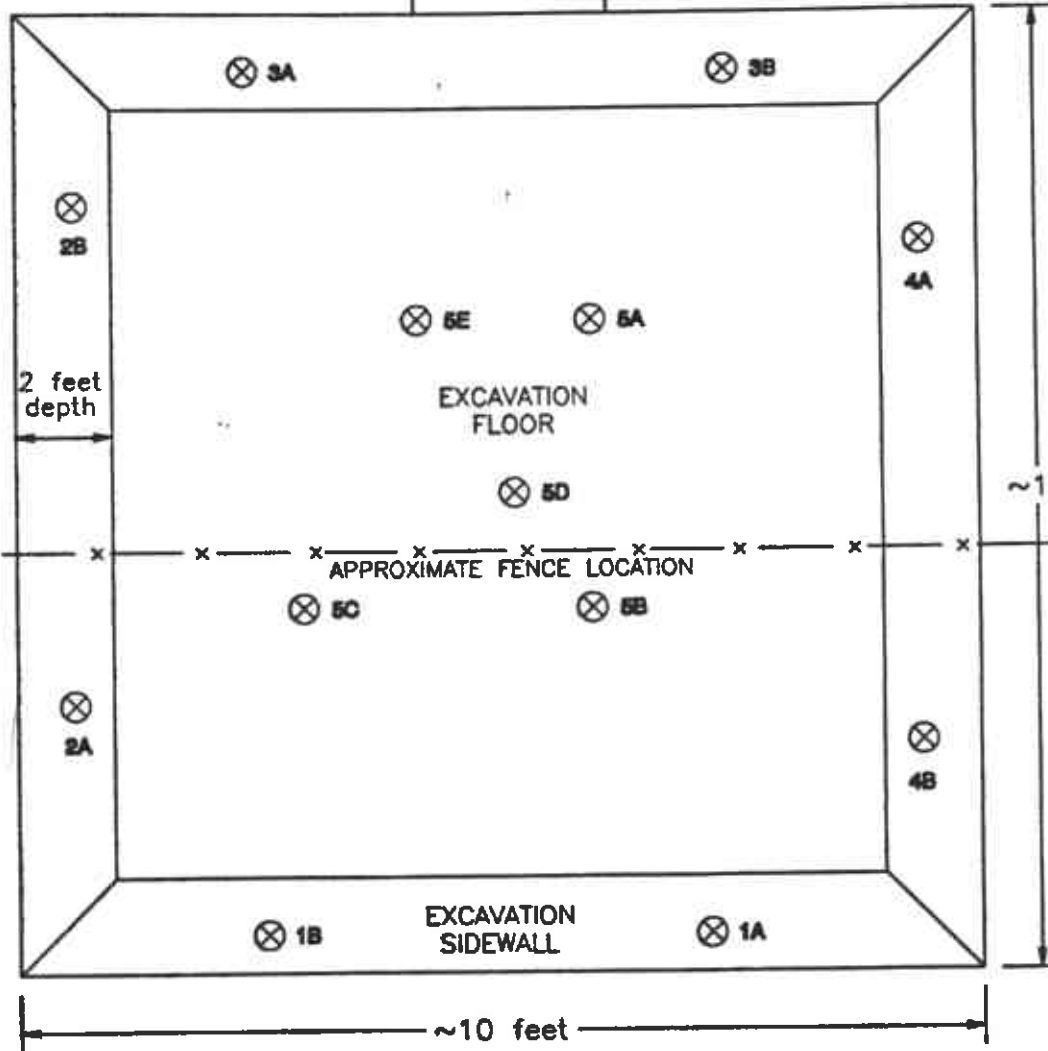 3A
3B
2B
4A
5E
5A
2 feet
depth
EXCAVATION
FLOOR
5D
~1
x x x x x x x x x
APPROXIMATE FENCE LOCATION
5C
5B
2A
4B
1B
EXCAVATION
SIDEWALL
1A
~10 feet